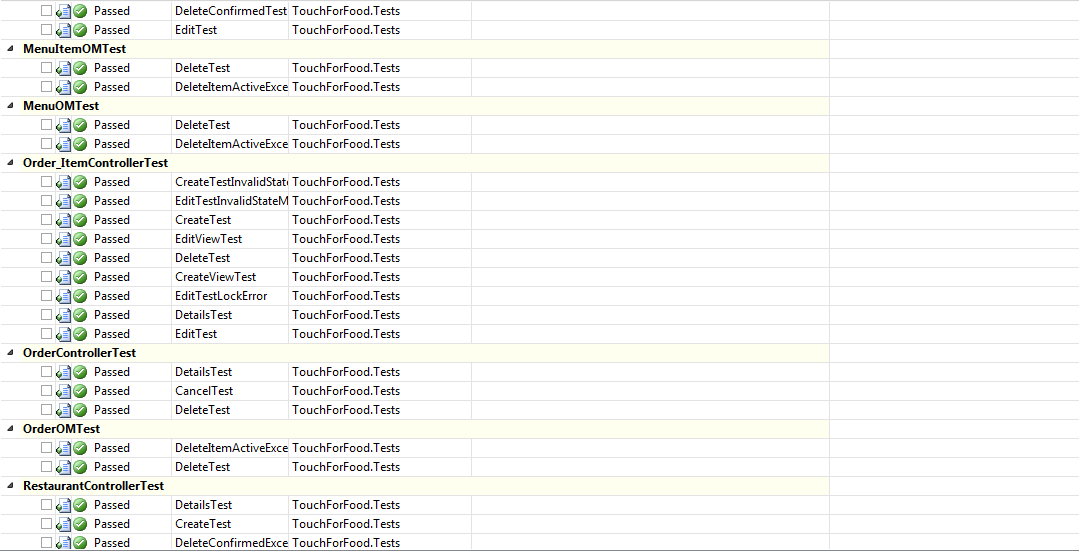 Passed DeleteConfirmedTest TouchForFood.Tests
Passed EditTest TouchForFood.Tests
MenuItemOMTest
Passed DeleteTest TouchForFood.Tests
Passed DeleteItemActiveExce TouchForFood.Tests
MenuOMTest
Passed DeleteTest TouchForFood.Tests
Passed DeleteItemActiveExce TouchForFood.Tests
Order_ItemControllerTest
Passed CreateTestInvalidState TouchForFood.Tests
Passed EditTestInvalidStateM TouchForFood.Tests
Passed CreateTest TouchForFood.Tests
Passed EditViewTest TouchForFood.Tests
Passed DeleteTest TouchForFood.Tests
Passed CreateViewTest TouchForFood.Tests
Passed EditTestLockError TouchForFood.Tests
Passed DetailsTest TouchForFood.Tests
Passed EditTest TouchForFood.Tests
OrderControllerTest
Passed DetailsTest TouchForFood.Tests
Passed CancelTest TouchForFood.Tests
Passed DeleteTest TouchForFood.Tests
OrderOMTest
Passed DeleteItemActiveExce TouchForFood.Tests
Passed DeleteTest TouchForFood.Tests
RestaurantControllerTest
Passed DetailsTest TouchForFood.Tests
Passed CreateTest TouchForFood.Tests
Passed DeleteConfirmedExce TouchForFood.Tests